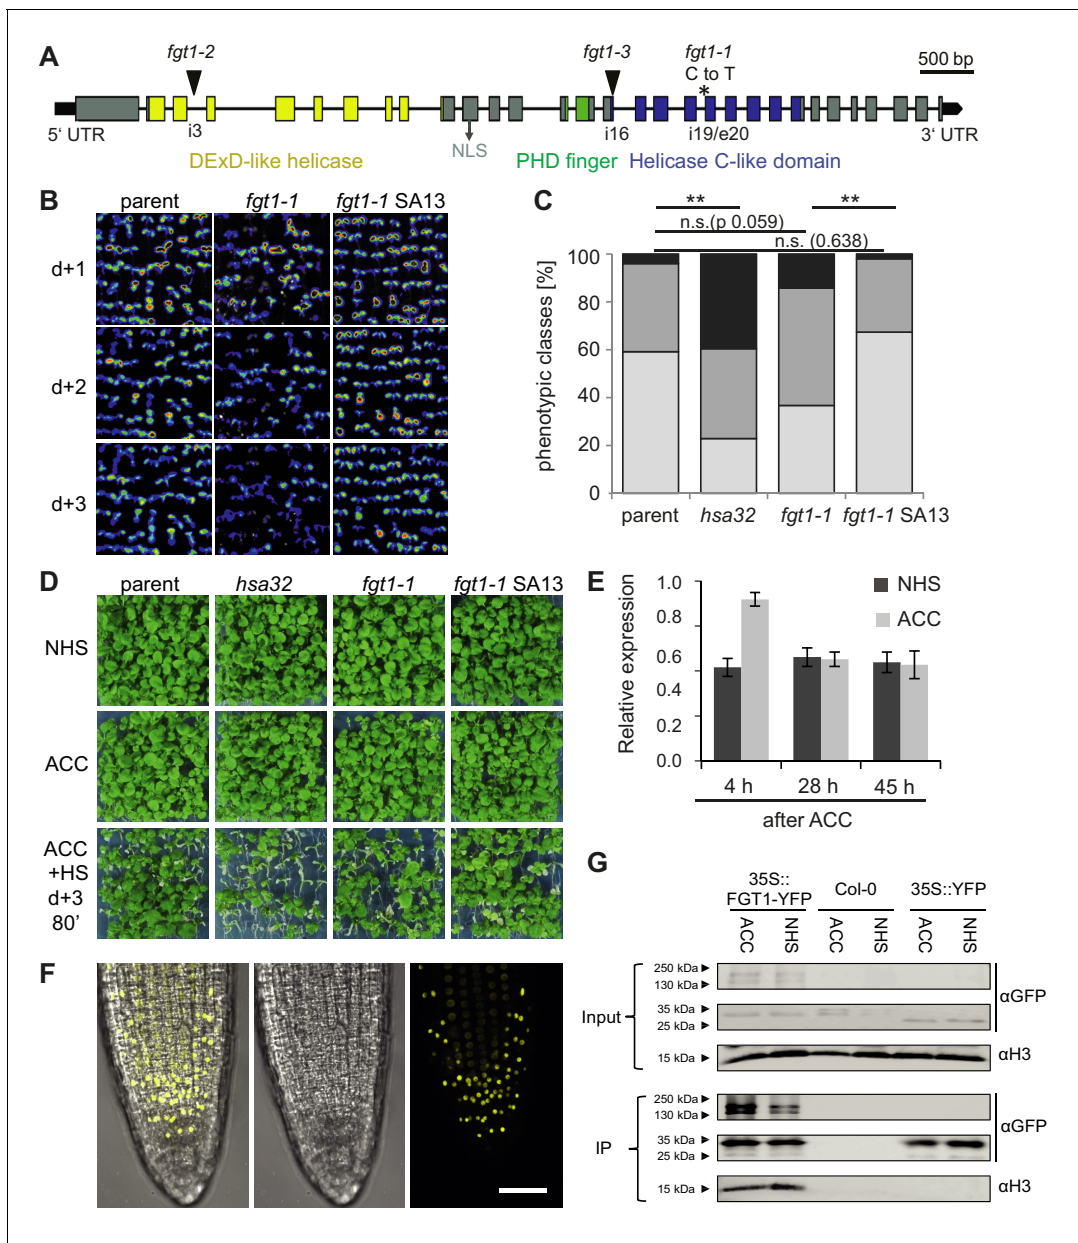 A
fgt1-2
fgt1-3
fgt1-1
C to T
*
500 bp
5‘ UTR
i3
NLS
i16
i19/e20
3‘ UTR
DExD-like helicase
PHD finger
Helicase C-like domain
B
parent
fgt1-1
fgt1-1 SA13
d+1
d+2
d+3
C
**
**
n.s.(p 0.059)
n.s. (0.638)
phenotypic classes [%]
100
80
60
40
20
0
parent
hsa32
fgt1-1
fgt1-1 SA13
D
parent
hsa32
fgt1-1
fgt1-1 SA13
NHS
ACC
ACC
+HS
d+3
80’
E
NHS
ACC
Relative expression
1.0
0.8
0.6
0.4
0.2
0.0
4 h
28 h
45 h
after ACC
F
G
35S::
FGT1-YFP
Col-0
35S::YFP
ACC
NHS
ACC
NHS
ACC
NHS
Input
250 kDa
130 kDa
35 kDa
25 kDa
αGFP
15 kDa
αH3
IP
250 kDa
130 kDa
35 kDa
25 kDa
αGFP
15 kDa
αH3